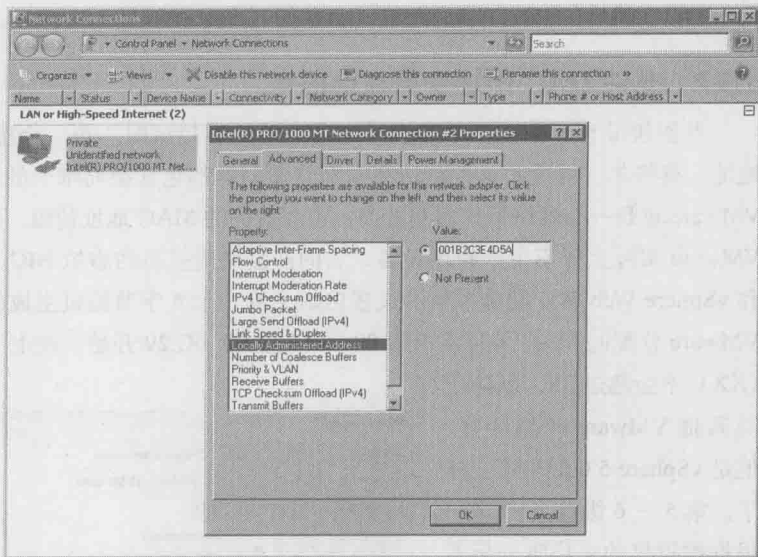 Network Connections
Control Panel ▾ Network Connections
Search
Organize
Views
Disable this network device
Diagnose this connection
Rename this connection
»
Name
Status
Device Name
Connectivity
Network Category
Owner
Type
Phone # or Host Address
LAN or High-Speed Internet (2)
Private
Unidentified network
Intel(R) PRO/1000 MT Net...
Intel(R) PRO/1000 MT Network Connection #2 Properties
General
Advanced
Driver
Details
Power Management
The following properties are available for this network adapter. Click
the property you want to change on the left, and then select its value
on the right.
Property:
Value:
Adaptive Inter-Frame Spacing
Flow Control
Interrupt Moderation
Interrupt Moderation Rate
IPv4 Checksum Offload
Jumbo Packet
Large Send Offload (IPv4)
Link Speed & Duplex
Locally Administered Address
Number of Coalesce Buffers
Priority & VLAN
Receive Buffers
TCP Checksum Offload (IPv4)
Transmit Buffers
001B2C3E4D5A
Not Present
OK
Cancel